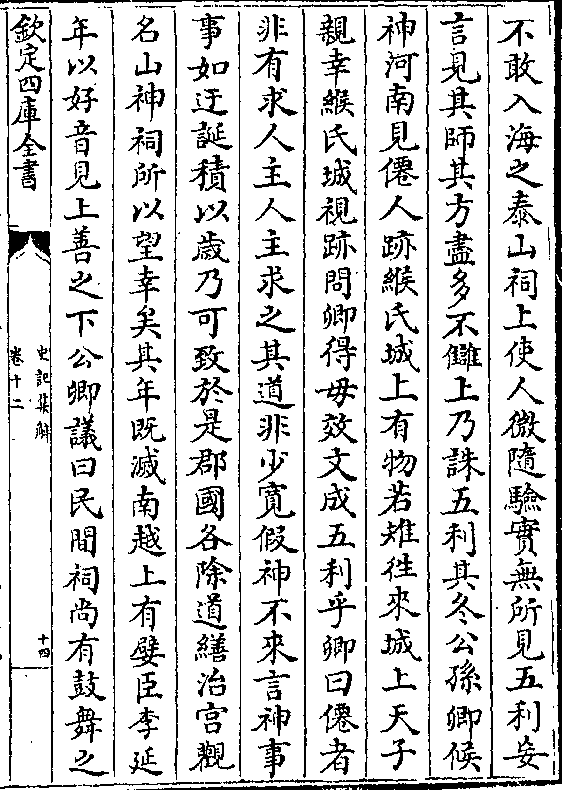 不敢入海之泰山祠上使人微隨驗實無所見五利妄
言見其師其方盡多不讎上乃誅五利其冬公孫卿候
神河南見僊人跡緱氏城上有物若雉徃來城上天子
親幸緱氏城視跡問卿得毋效文成五利乎卿曰僊者
非有求人主人主求之其道非少寛假神不來言神事
事如迂誕積以歳乃可致於是郡國各除道繕治宫觀
名山神祠所以望幸矣其年既滅南越上有嬖臣李延
年以好音見上善之下公卿議曰民間祠尚有鼓舞之
欽定四庫全書
史記集解
卷十二
十四